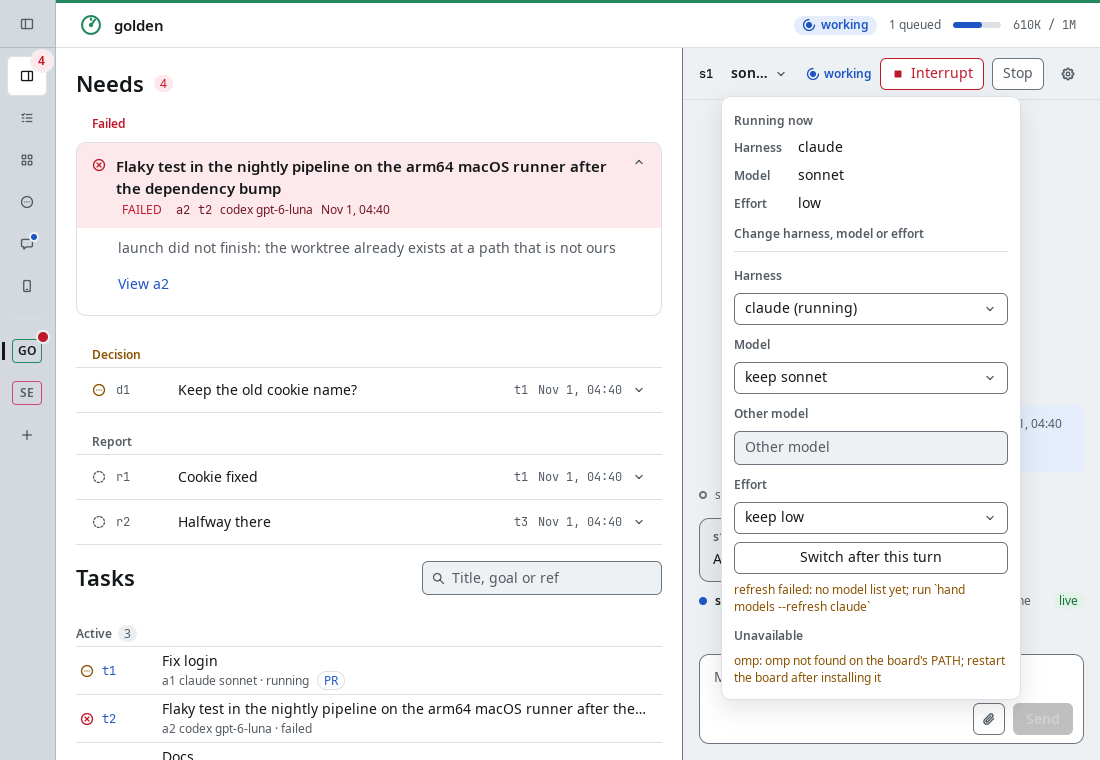 golden
working
1 queued
610K / 1M
4
GO
SE
Needs 4
Failed
Flaky test in the nightly pipeline on the arm64 macOS runner after
the dependency bump
FAILED a2 t2 codex gpt-6-luna Nov 1, 04:40
launch did not finish: the worktree already exists at a path that is not ours
View a2
Decision
d1 Keep the old cookie name? t1 Nov 1, 04:40
Report
r1 Cookie fixed t1 Nov 1, 04:40
r2 Halfway there t3 Nov 1, 04:40
Tasks
Title, goal or ref
Active 3
t1 Fix login
a1 claude sonnet · running PR
t2 Flaky test in the nightly pipeline on the arm64 macOS runner after the…
a2 codex gpt-6-luna · failed
Docs
s1 son… working Interrupt Stop
Running now
Harness claude
Model sonnet
Effort low
Change harness, model or effort
Harness
claude (running)
Model
keep sonnet
Other model
Other model
Effort
keep low
Switch after this turn
refresh failed: no model list yet; run `hand
models --refresh claude`
Unavailable
omp: omp not found on the board's PATH; restart
the board after installing it
, 04:40
live
Send